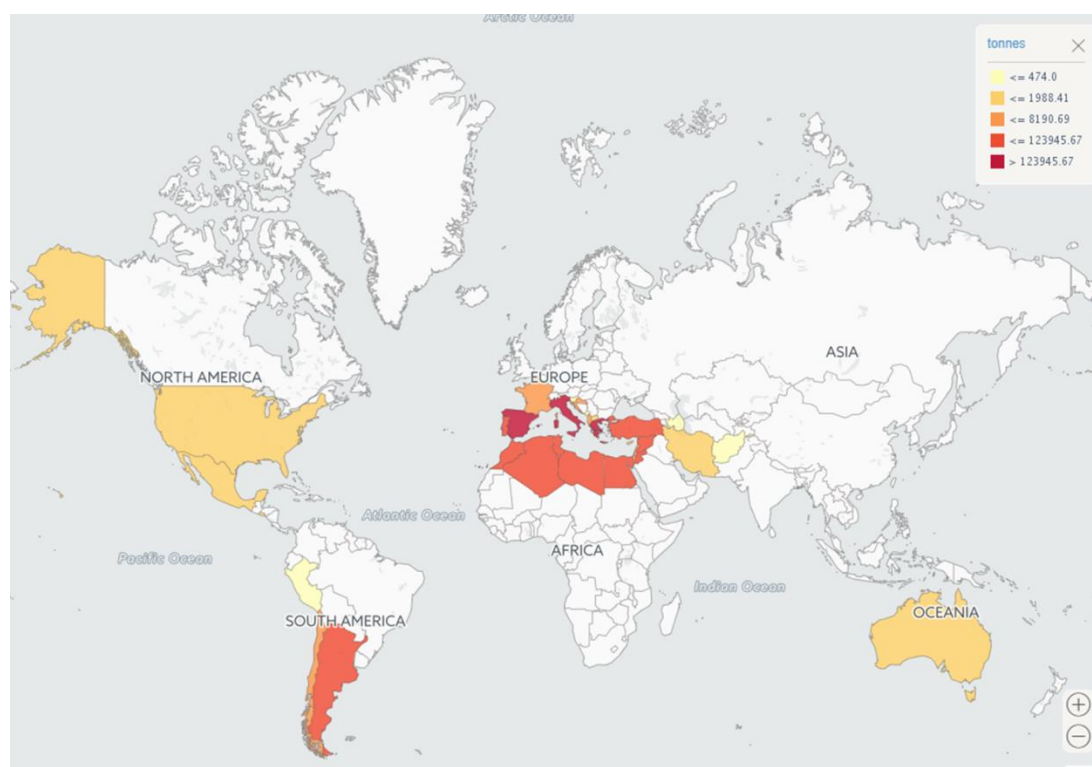 Arctic Ocean
tonnes
<= 474.0
<= 1988.41
<= 8190.69
<= 123945.67
> 123945.67
ASIA
NORTH AMERICA
EUROPE
Atlantic Ocean
Pacific Ocean
AFRICA
Indian Ocean
SOUTH AMERICA
OCEANIA